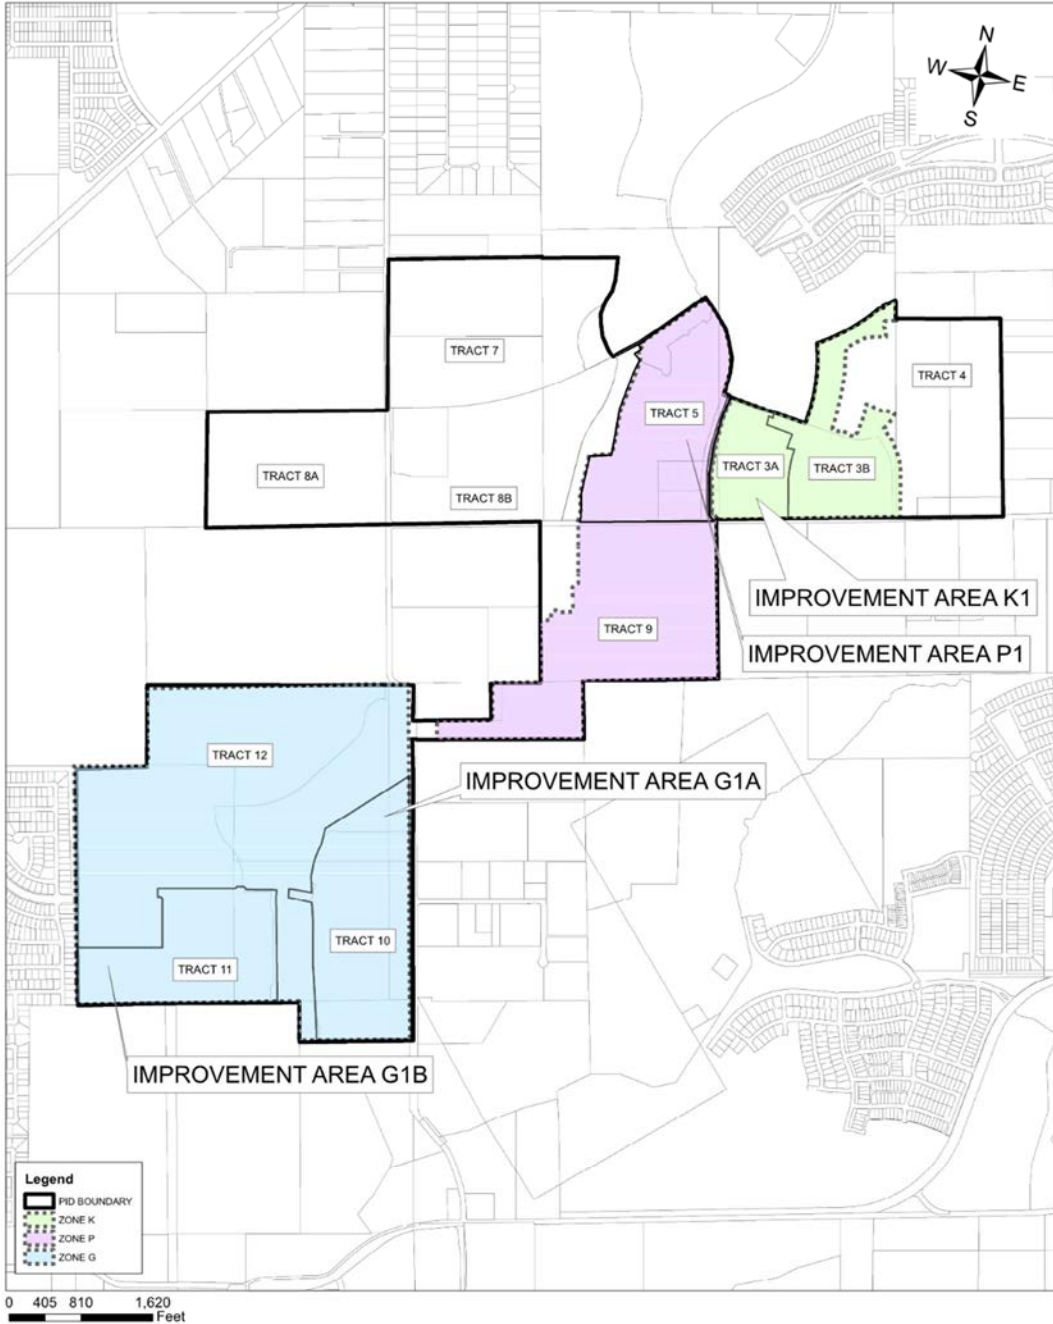 N
W
E
S
TRACT 7
TRACT 4
TRACT 5
TRACT 3A
TRACT 3B
TRACT 8A
TRACT 8B
IMPROVEMENT AREA K1
TRACT 9
IMPROVEMENT AREA P1
TRACT 12
IMPROVEMENT AREA G1A
TRACT 10
TRACT 11
IMPROVEMENT AREA G1B
Legend
PID BOUNDARY
ZONE K
ZONE P
ZONE G
0 405 810 1,620
Feet